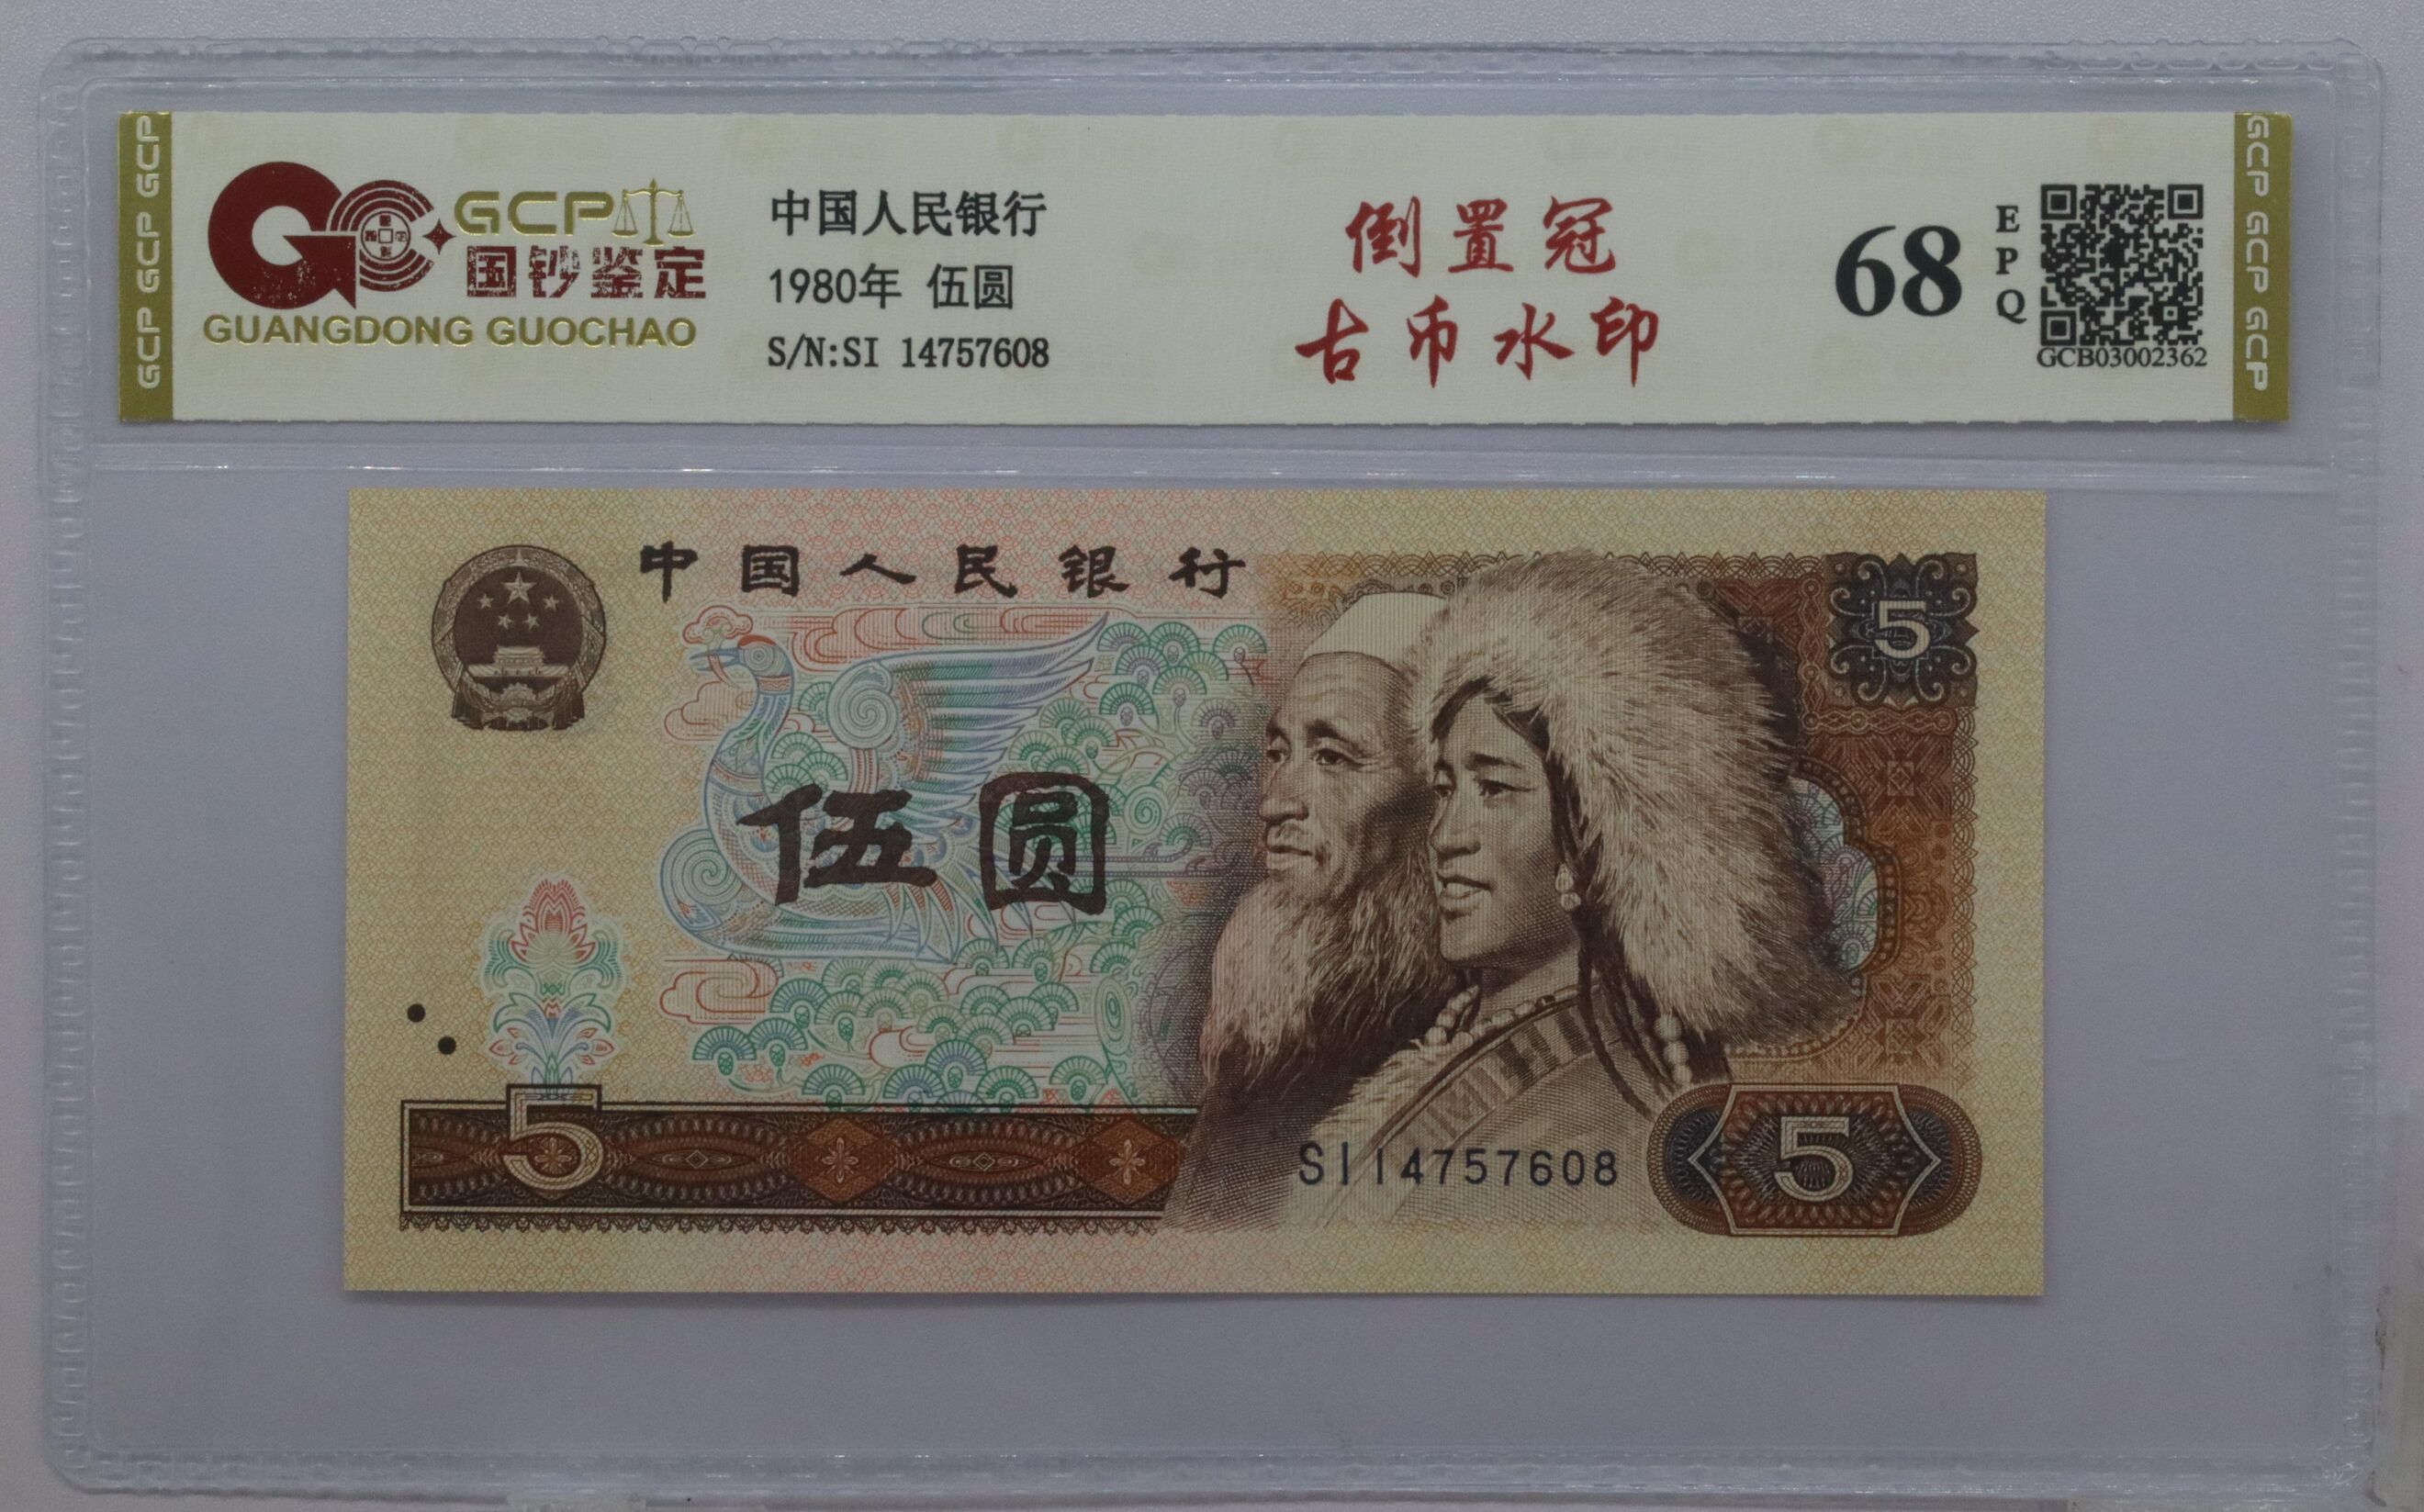 GCP GCP GCP
GCP
国钞鉴定
GUANGDONG GUOCHAO
中国人民银行
1980年 伍圆
S/N:SI 14757608
倒置冠
古币水印
68
EPQ
GCB03002362
GCP GCP GCP
中国人民银行
5
伍圆
5
SI14757608
5